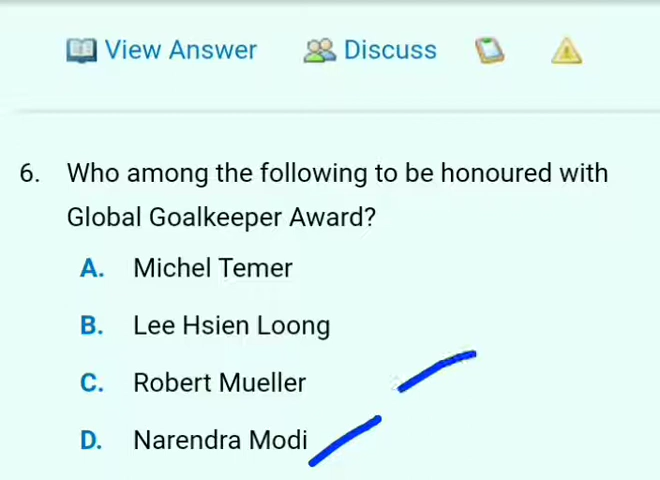 View Answer Discuss
6. Who among the following to be honoured with
Global Goalkeeper Award?
A. Michel Temer
B. Lee Hsien Loong
C. Robert Mueller
D. Narendra Modi